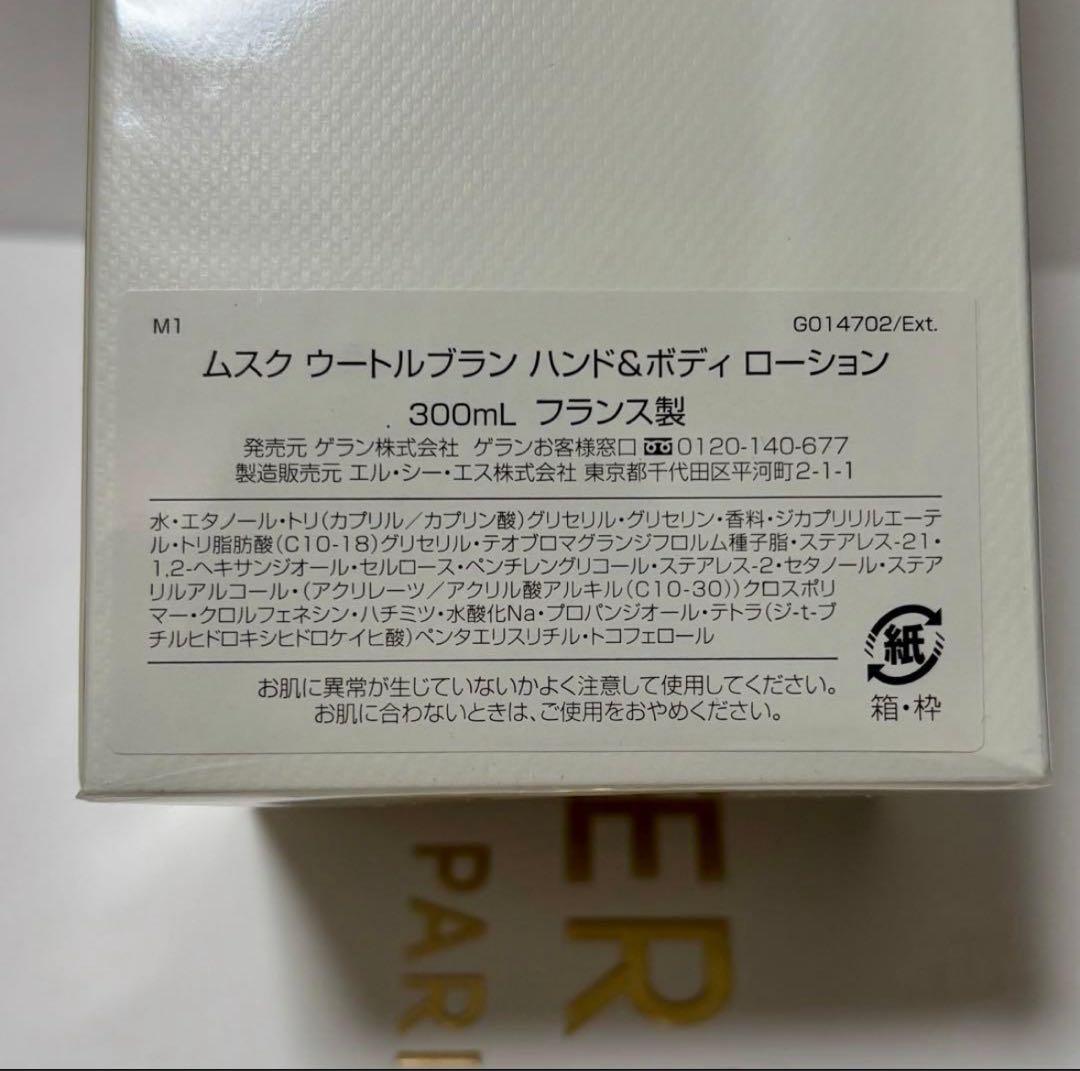 M1
G014702/Ext.
ムスク ウートルブラン ハンド&ボディ ローション
300mL フランス製
発売元 ゲラン株式会社 ゲランお客様窓口 0120-140-677
製造販売元 エル・シー・エス株式会社 東京都千代田区平河町2-1-1
水・エタノール・トリ(カプリル/カプリン酸)グリセリル・グリセリン・香料・ジカプリリルエーテ
ル・トリ脂肪酸(C10-18)グリセリル・テオブロマグランジフロルム種子脂・ステアレス-21・
1,2-ヘキサンジオール・セルロース・ペンチレングリコール・ステアレス-2・セタノール・ステア
リルアルコール・(アクリレーツ/アクリル酸アルキル(C10-30))クロスポリ
マー・クロルフェネシン・ハチミツ・水酸化Na・プロパンジオール・テトラ(ジ-t-ブ
チルヒドロキシヒドロケイヒ酸)ペンタエリスリチル・トコフェロール
お肌に異常が生じていないかよく注意して使用してください。
お肌に合わないときは、ご使用をおやめください。
紙
箱・枠
ER
PARI